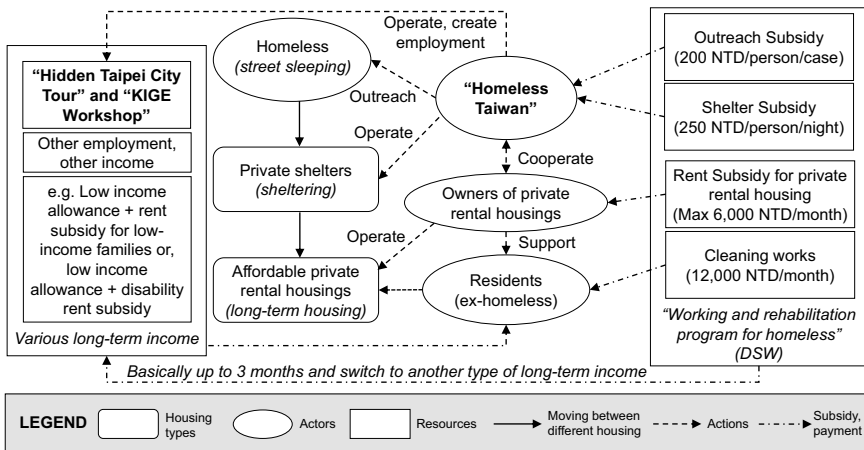 Operate, create
employment
“Hidden Taipei City
Tour” and “KIGE
Workshop”
Other employment,
other income
e.g. Low income
allowance + rent
subsidy for low-
income families or,
low income
allowance + disability
rent subsidy
Various long-term income
Homeless
(street sleeping)
Outreach
Operate
Private shelters
(sheltering)
Operate
Affordable private
rental housings
(long-term housing)
“Homeless
Taiwan”
Cooperate
Owners of private
rental housings
Support
Residents
(ex-homeless)
Outreach Subsidy
(200 NTD/person/case)
Shelter Subsidy
(250 NTD/person/night)
Rent Subsidy for private
rental housing
(Max 6,000 NTD/month)
Cleaning works
(12,000 NTD/month)
“Working and rehabilitation
program for homeless”
(DSW)
Basically up to 3 months and switch to another type of long-term income
LEGEND
Housing
types
Actors
Resources
Moving between
different housing
Actions
Subsidy,
payment